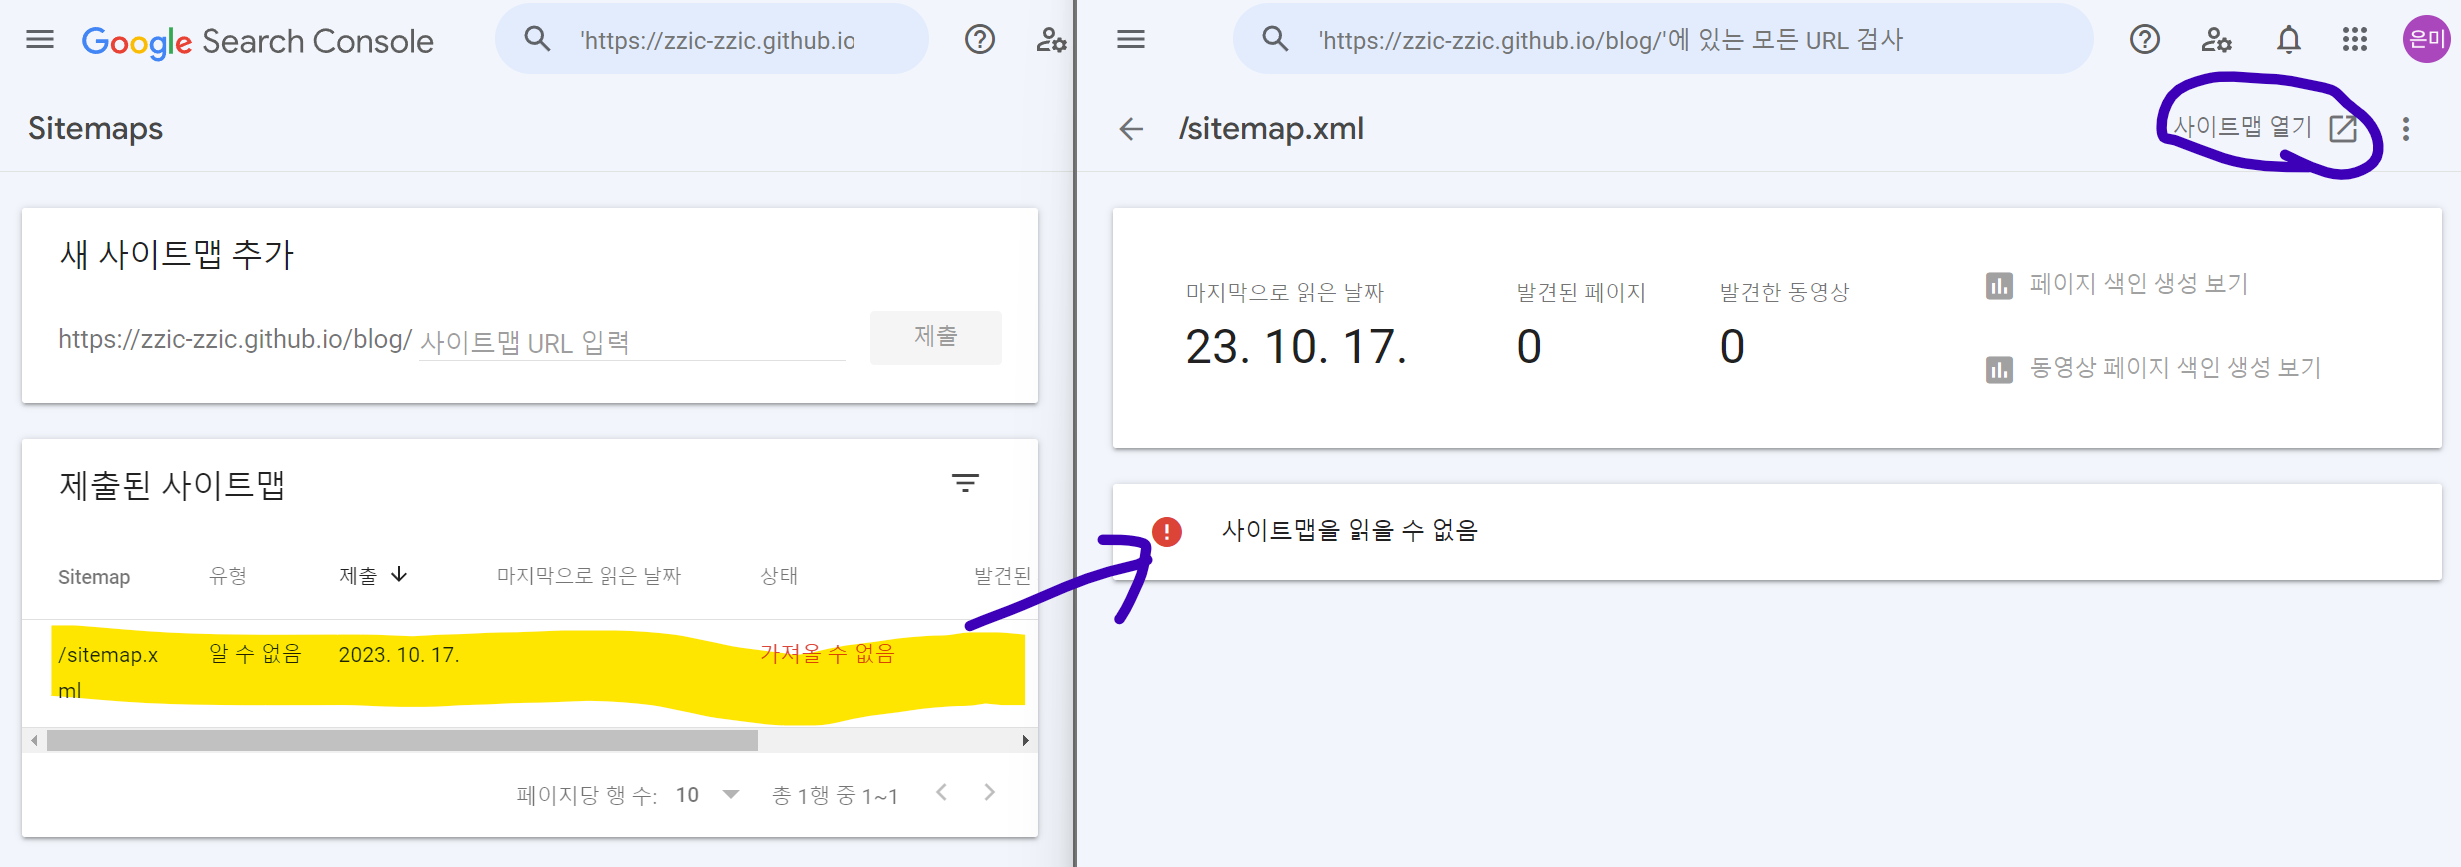 Google Search Console
'https://zzic-zzic.github.io
Sitemaps
새 사이트맵 추가
https://zzic-zzic.github.io/blog/ 사이트맵 URL 입력 제출
제출된 사이트맵
Sitemap 유형 제출 마지막으로 읽은 날짜 상태 발견된
/sitemap.x 알 수 없음 2023. 10. 17. 가져올 수 없음
ml
페이지당 행 수: 10 총 1행 중 1~1
'https://zzic-zzic.github.io/blog/'에 있는 모든 URL 검사
은미
/sitemap.xml 사이트맵 열기
마지막으로 읽은 날짜 발견된 페이지 발견한 동영상
23. 10. 17. 0 0
페이지 색인 생성 보기
동영상 페이지 색인 생성 보기
사이트맵을 읽을 수 없음